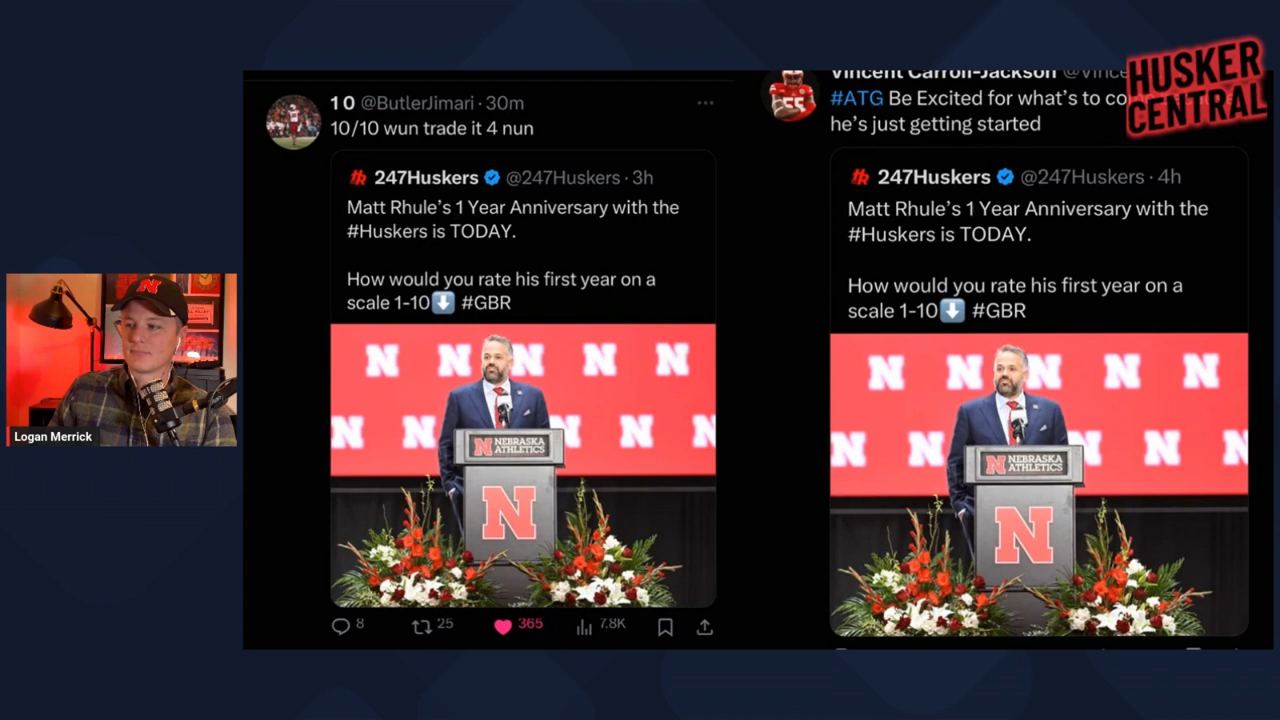 HUSKER
CENTRAL
1 0 @ButlerJimari · 30m
10/10 wun trade it 4 nun
247Huskers @247Huskers · 3h
Matt Rhule’s 1 Year Anniversary with the
#Huskers is TODAY.
How would you rate his first year on a
scale 1-10⬇️ #GBR
N N N N N
N N N N
NEBRASKA
ATHLETICS
N
8 25 365 7.8K
Vincent Carroll-Jackson
#ATG Be Excited for what’s to
he’s just getting started
247Huskers @247Huskers · 4h
Matt Rhule’s 1 Year Anniversary with the
#Huskers is TODAY.
How would you rate his first year on a
scale 1-10⬇️ #GBR
N N N N N
N N N N N
NEBRASKA
ATHLETICS
N
N
Logan Merrick